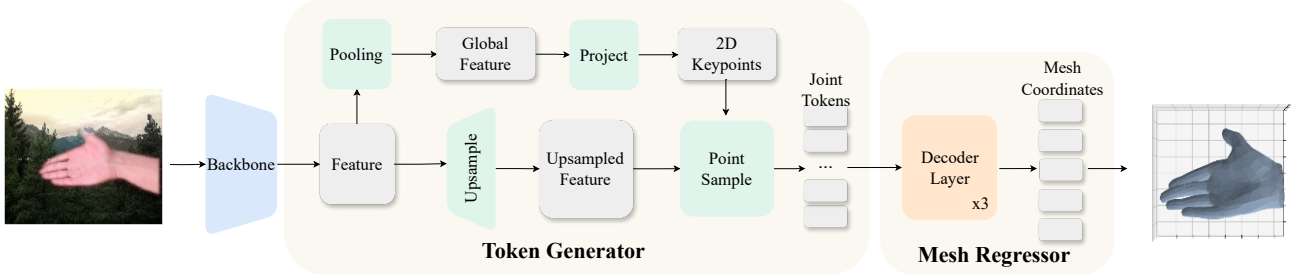 Pooling
Global
Feature
Project
2D
Keypoints
Joint
Tokens
Backbone
Feature
Upsample
Upsampled
Feature
Point
Sample
...
Token Generator
Decoder
Layer
x3
Mesh
Coordinates
Mesh Regressor